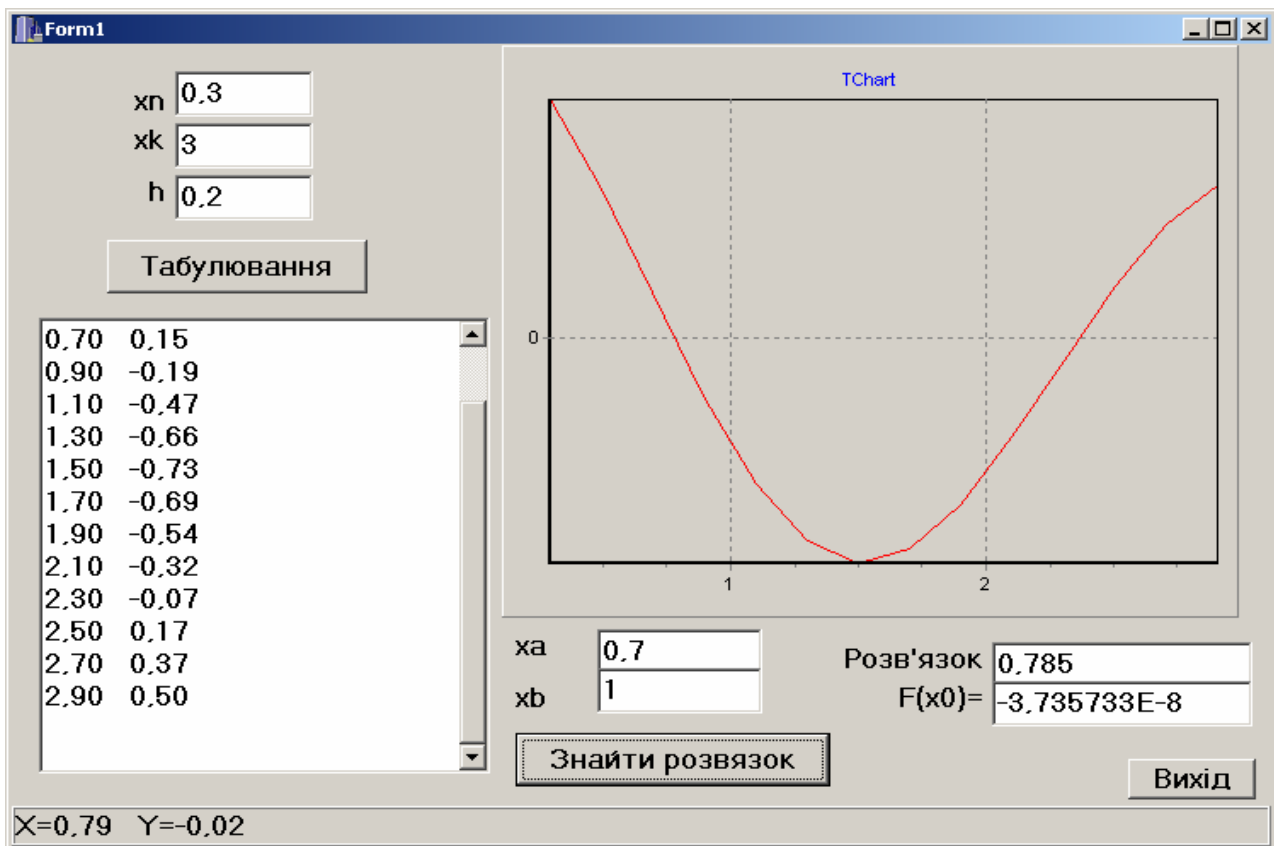 Form1
xn 0,3
xk 3
h 0,2
Табулювання
0,70 0,15
0,90 -0,19
1,10 -0,47
1,30 -0,66
1,50 -0,73
1,70 -0,69
1,90 -0,54
2,10 -0,32
2,30 -0,07
2,50 0,17
2,70 0,37
2,90 0,50
TChart
0
1 2
xa 0,7
xb 1
Розв'язок 0,785
F(x0)= -3,735733E-8
Знайти розвязок
Вихід
X=0,79 Y=-0,02